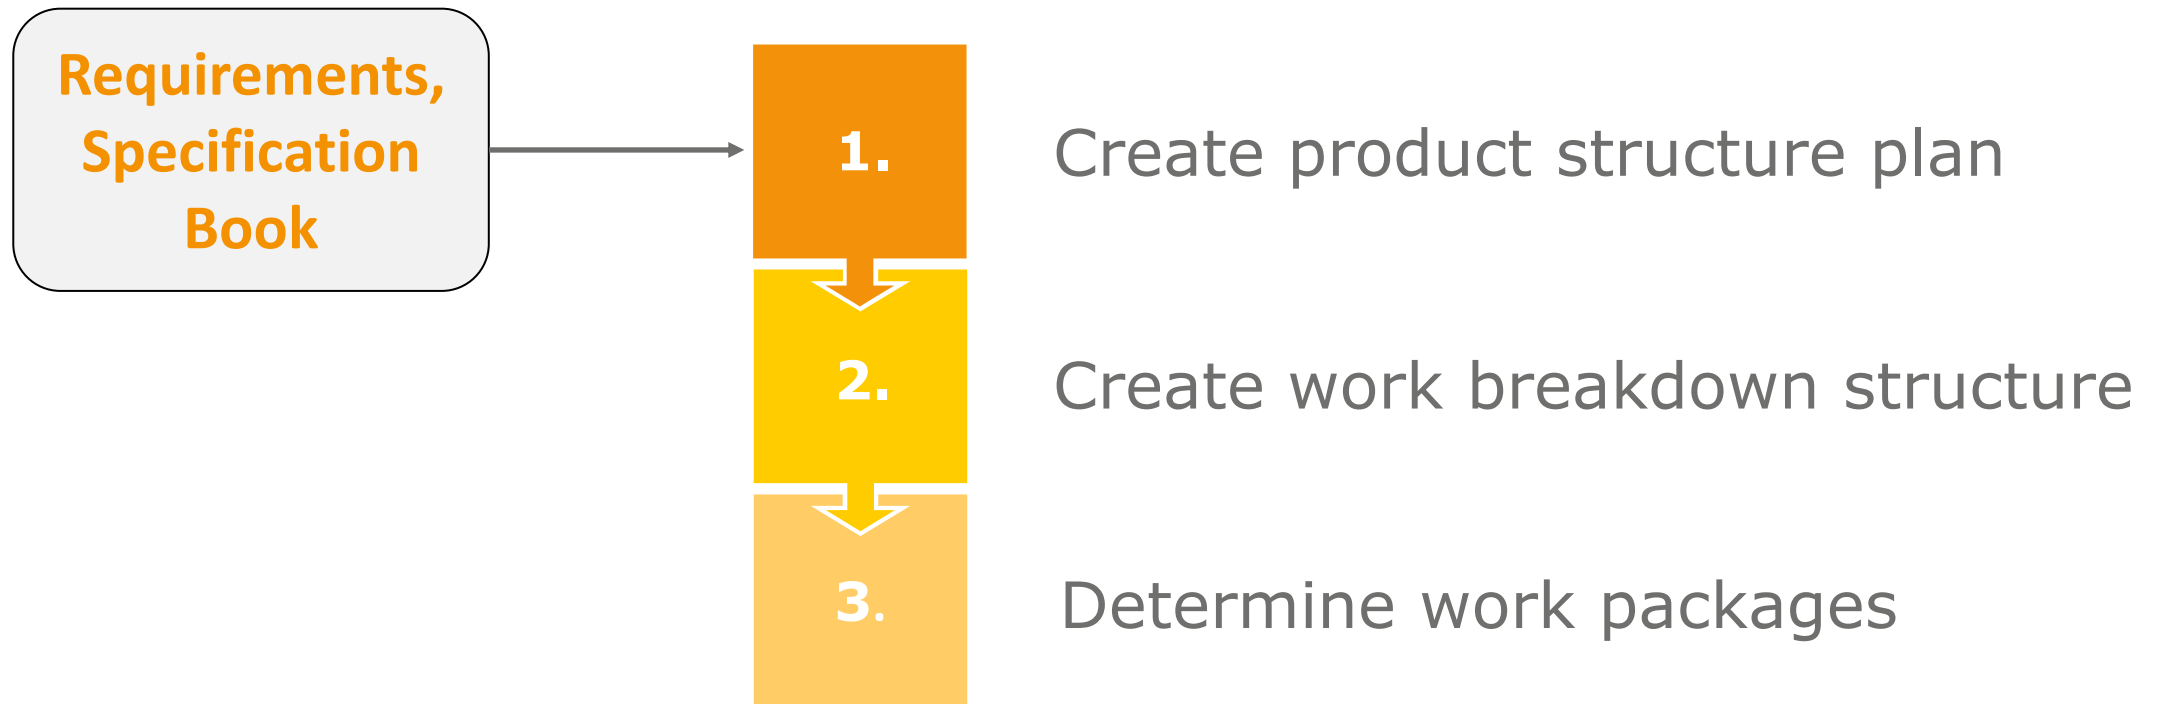 Requirements,
Specification
Book
1. Create product structure plan
2. Create work breakdown structure
3. Determine work packages